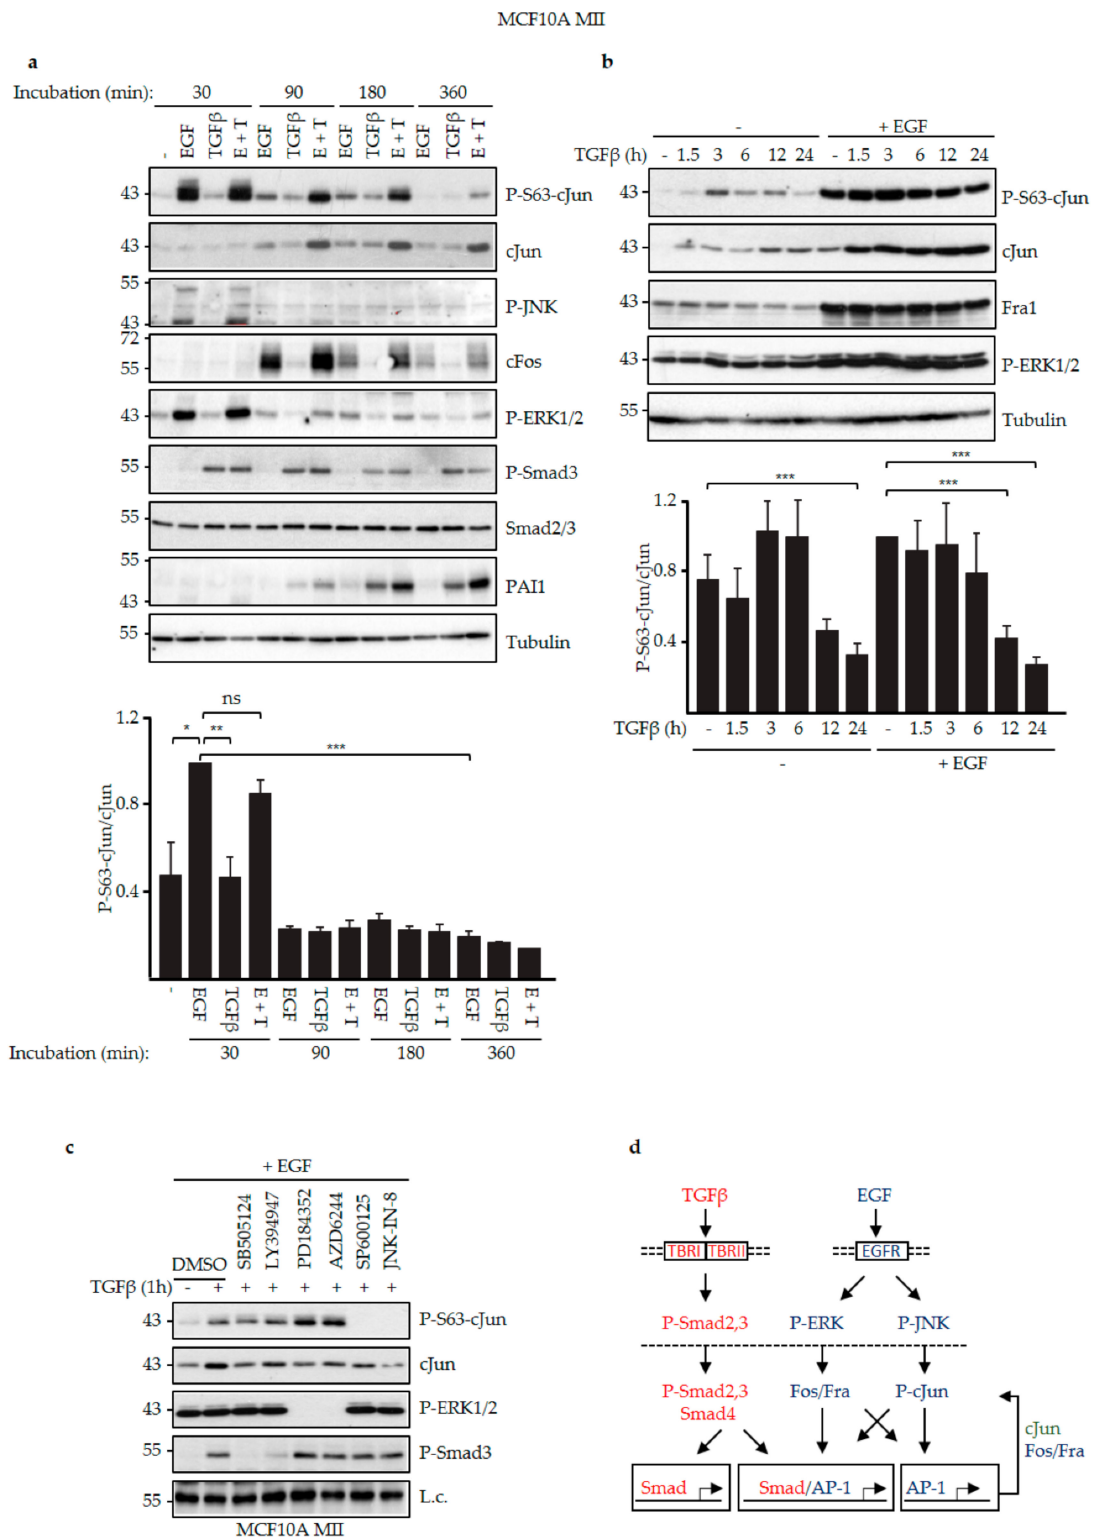 MCF10A MII
a
Incubation (min): 30 90 180 360
- EGF TGFβ E + T EGF TGFβ E + T EGF TGFβ E + T EGF TGFβ E + T
43 P-S63-cJun
43 cJun
55
P-JNK
43
72
cFos
55
43 P-ERK1/2
55 P-Smad3
55
Smad2/3
55
PAI1
43
55
Tubulin
ns
* **
***
1.2
0.8
0.4
P-S63-cJun/cJun
- EGF TGFβ E + T EGF TGFβ E + T EGF TGFβ E + T EGF TGFβ E + T
Incubation (min): 30 90 180 360
b
- + EGF
TGFβ (h) - 1.5 3 6 12 24 - 1.5 3 6 12 24
43 P-S63-cJun
43 cJun
43 Fra1
43 P-ERK1/2
55
Tubulin
***
*** ***
1.2
0.8
0.4
P-S63-cJun/cJun
TGFβ (h) - 1.5 3 6 12 24 - 1.5 3 6 12 24
- + EGF
c
+ EGF
DMSO SB505124 LY394947 PD184352 AZD6244 SP600125 JNK-IN-8
TGFβ (1h) - + + + + + + +
43 P-S63-cJun
43 cJun
43 P-ERK1/2
55 P-Smad3
55 L.c.
MCF10A MII
d
TGFβ EGF
TBRI TBRII EGFR
P-Smad2,3 P-ERK P-JNK
P-Smad2,3 Fos/Fra P-cJun
Smad4
cJun
Fos/Fra
Smad Smad/AP-1 AP-1